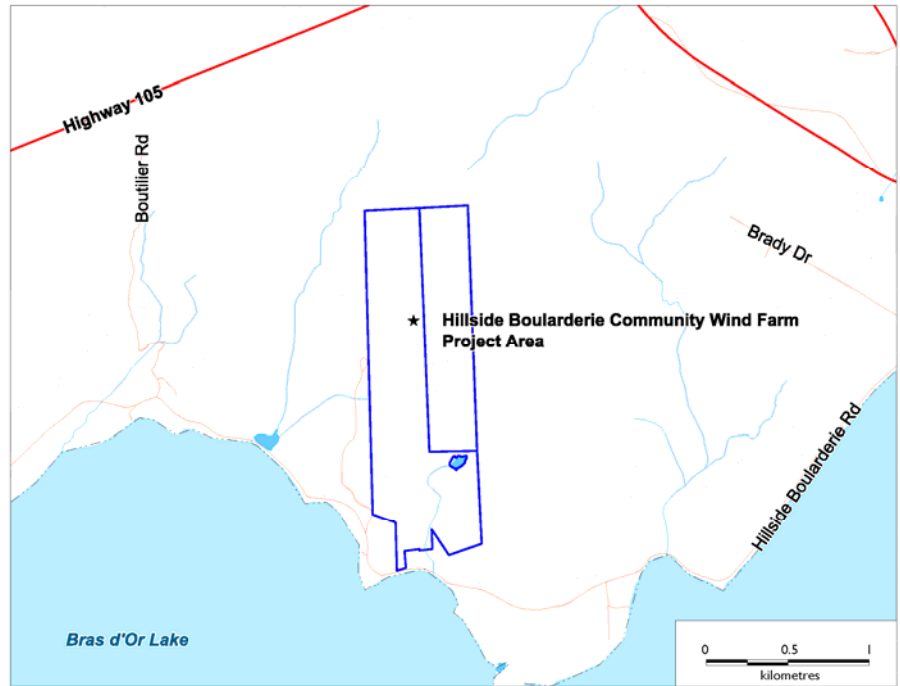 Highway 105
Boutilier Rd
Brady Dr
Hillside Boularderie Community Wind Farm
Project Area
Hillside Boularderie Rd
Bras d'Or Lake
0 0.5 1
kilometres